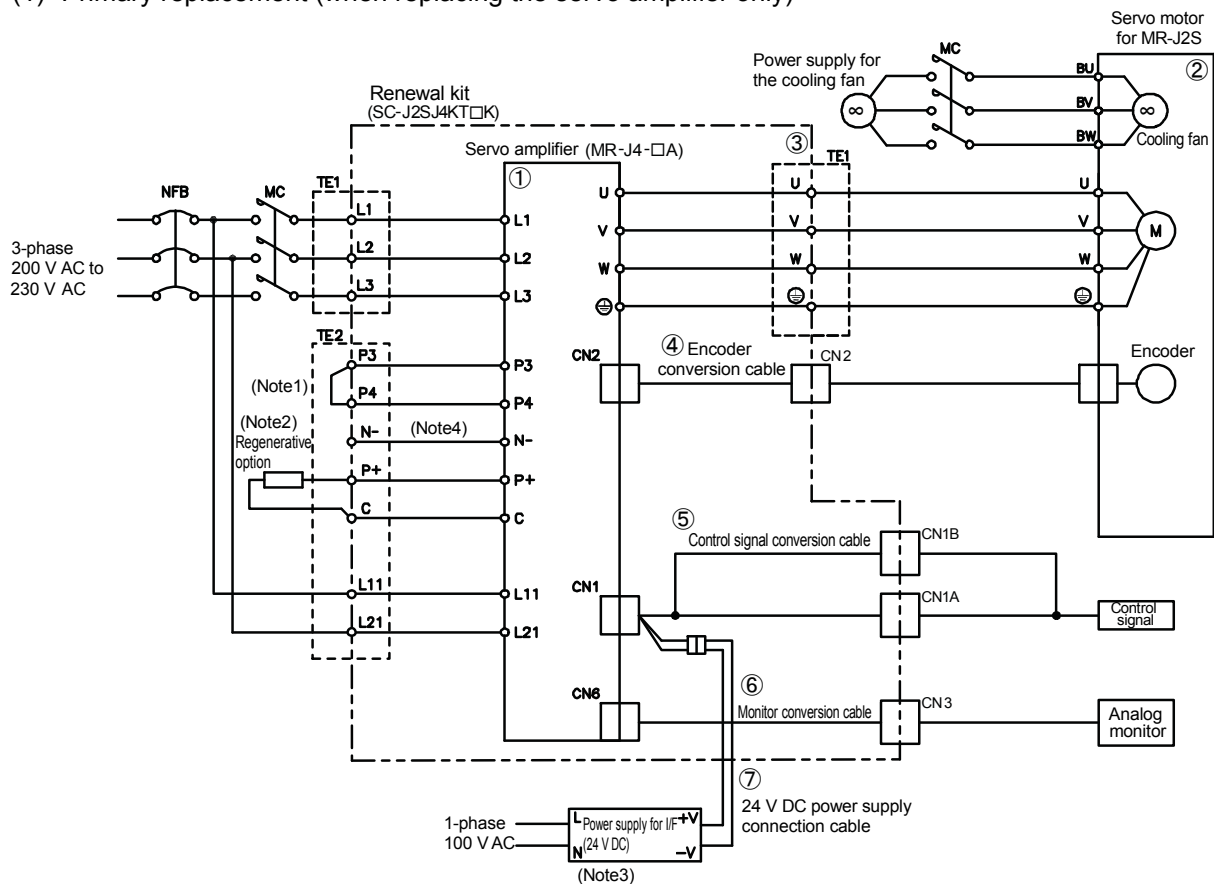 (1) Primary replacement (when replacing the servo amplifier only)
Servo motor
for MR-J2S
②
Power supply for
the cooling fan
MC
BU
BV
BW
Cooling fan
Renewal kit
(SC-J2SJ4KT□K)
Servo amplifier (MR-J4-□A)
①
③
TE1
NFB
MC
TE1
3-phase
200 V AC to
230 V AC
L1
L2
L3
L1
L2
L3
U
V
W
U
V
W
U
V
W
M
TE2
(Note1)
P3
P4
(Note2)
Regenerative
option
N-
(Note4)
P+
C
L11
L21
P3
P4
N-
P+
C
L11
L21
CN2
④ Encoder
conversion cable
CN2
Encoder
⑤
Control signal conversion cable
CN1B
CN1
CN1A
Control
signal
CN6
⑥
Monitor conversion cable
CN3
Analog
monitor
⑦
24 V DC power supply
connection cable
1-phase
100 V AC
L
N
Power supply for I/F
(24 V DC)
+V
-V
(Note3)